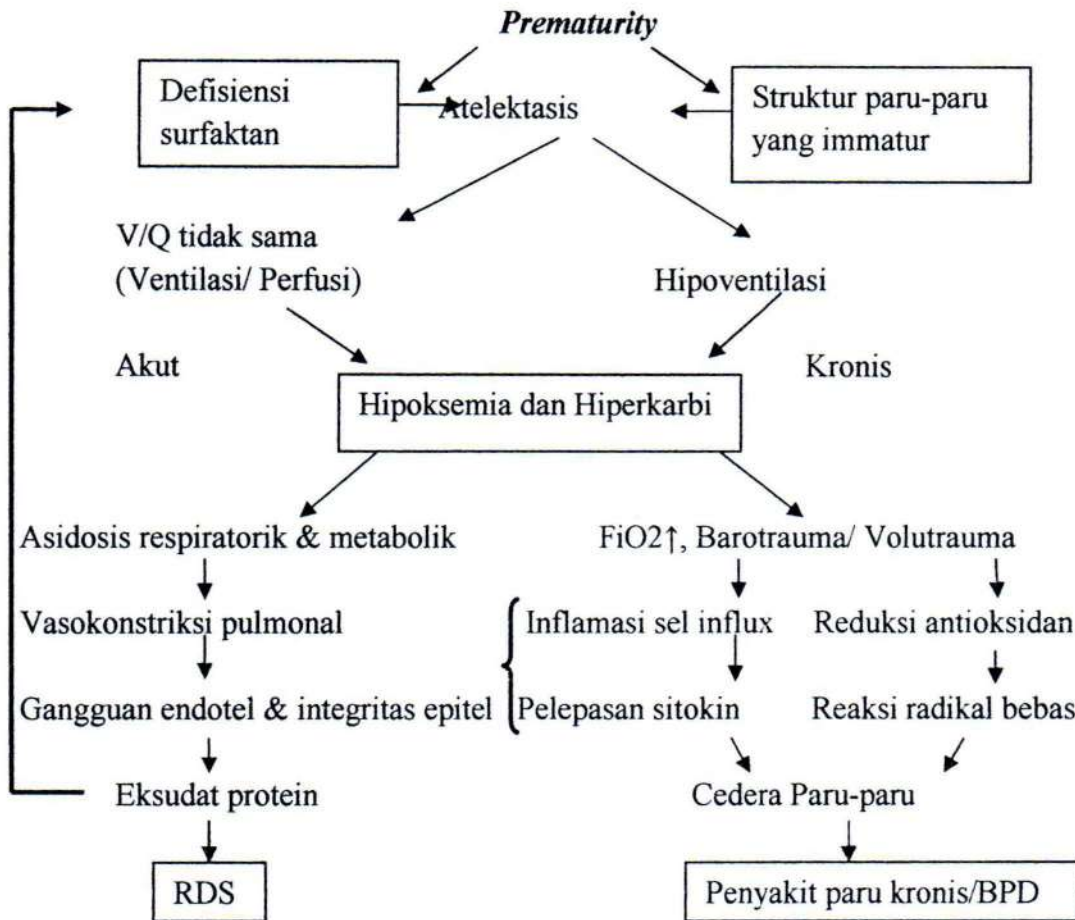 Prematurity
Defisiensi
surfaktan
Atelektasis
Struktur paru-paru
yang immatur
V/Q tidak sama
(Ventilasi/ Perfusi)
Hipoventilasi
Akut
Kronis
Hipoksemia dan Hiperkarbi
Asidosis respiratorik & metabolik
FiO2↑, Barotrauma/ Volutrauma
Vasokonstriksi pulmonal
Inflamasi sel influx
Reduksi antioksidan
Gangguan endotel & integritas epitel
Pelepasan sitokin
Reaksi radikal bebas
Eksudat protein
Cedera Paru-paru
RDS
Penyakit paru kronis/BPD